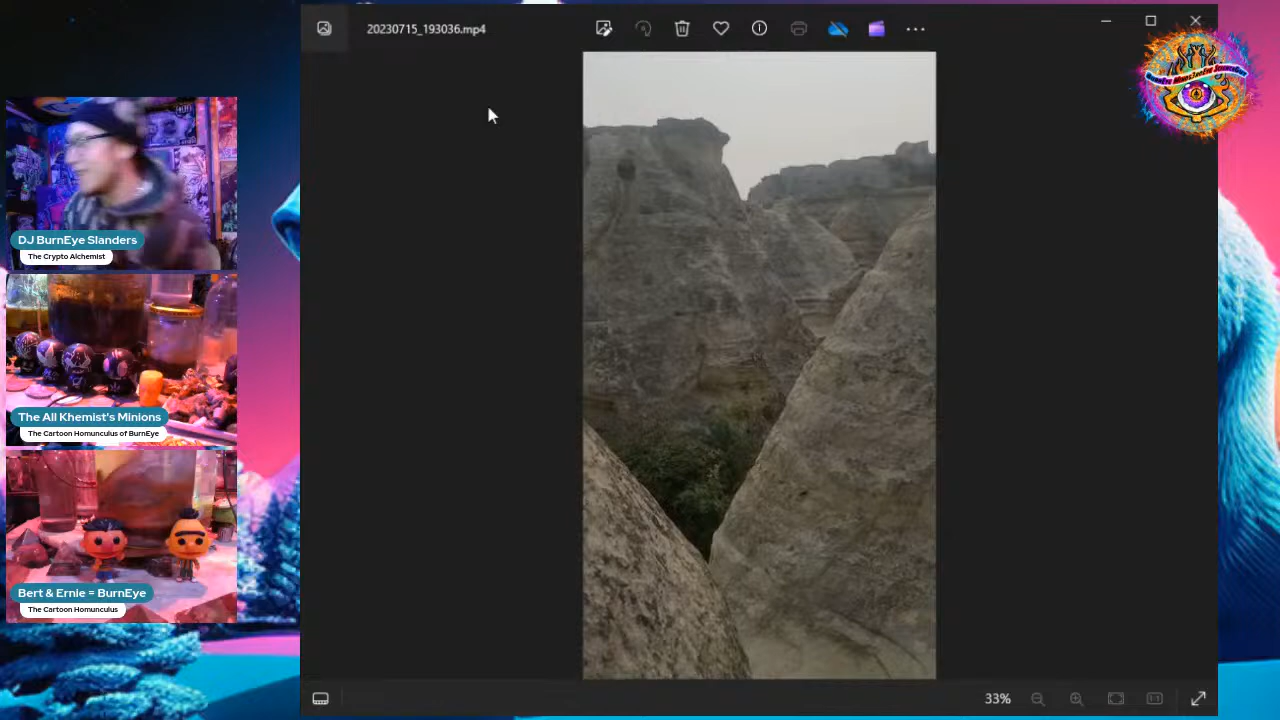 20230715_193036.mp4
DJ BurnEye Slanders
The Crypto Alchemist
The All Khemist's Minions
The Cartoon Homunculus of BurnEye
Bert & Ernie = BurnEye
The Cartoon Homunculus
33%